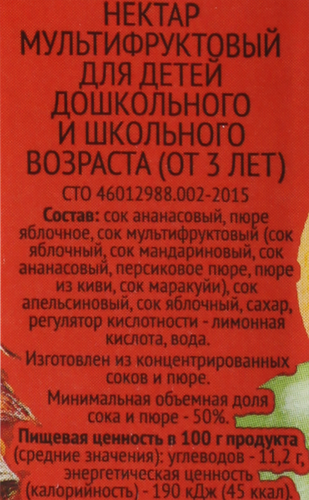 НЕКТАР
МУЛЬТИФРУКТОВЫЙ
ДЛЯ ДЕТЕЙ
ДОШКОЛЬНОГО
И ШКОЛЬНОГО
ВОЗРАСТА (ОТ 3 ЛЕТ)
СТО 46012988.002-2015
Состав: сок ананасовый, пюре
яблочное, сок мультифруктовый (сок
яблочный, сок мандариновый, сок
ананасовый, персиковое пюре, пюре
из киви, сок маракуйи), сок
апельсиновый, сок яблочный, сахар,
регулятор кислотности - лимонная
кислота, вода.
Изготовлен из концентрированных
соков и пюре.
Минимальная объемная доля
сока и пюре - 50%.
Пищевая ценность в 100 г продукта
(средние значения): углеводов - 11,2 г,
энергетическая ценность
(калорийность) - 190 кДж (45 ккал).